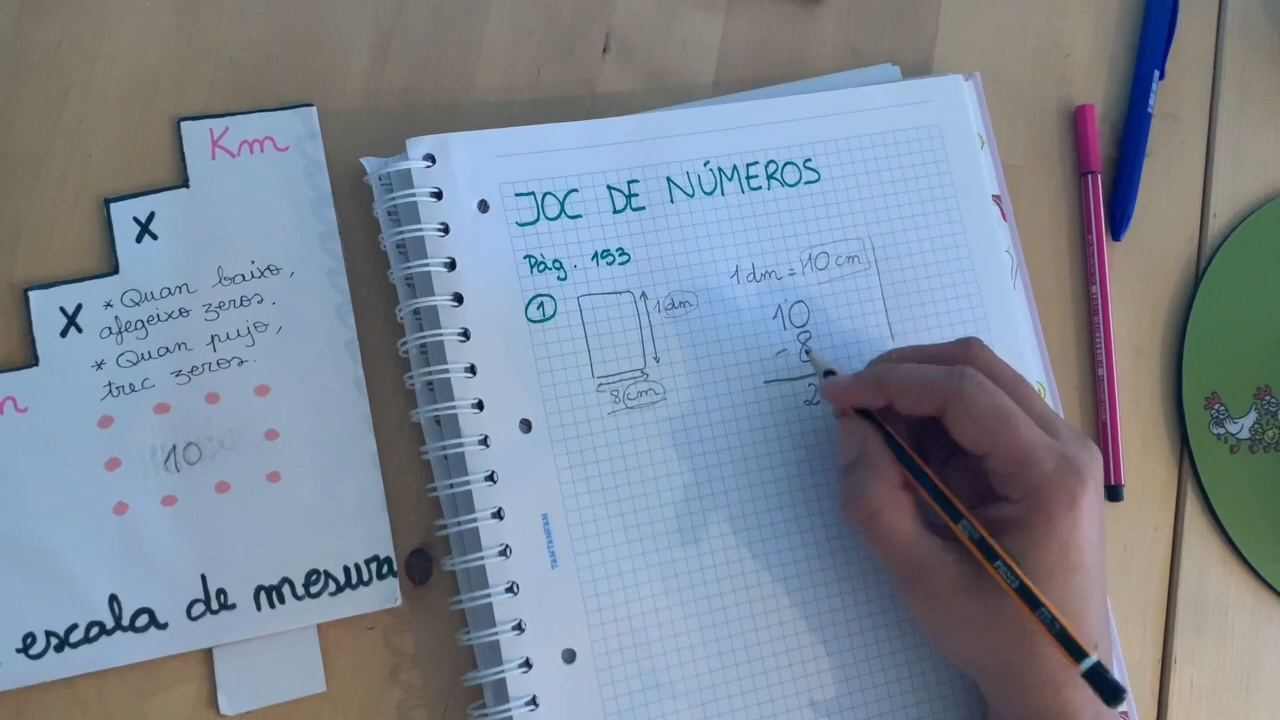 Km
X
X
* Quan baixo,
afegeixo zeros.
* Quan pujo,
trec zeros.
10
escala de mesura
JOC DE NÚMEROS
Pàg. 153
1
1 dm
8 cm
1 dm = 10 cm
10
- 8
2
TANTANFAN